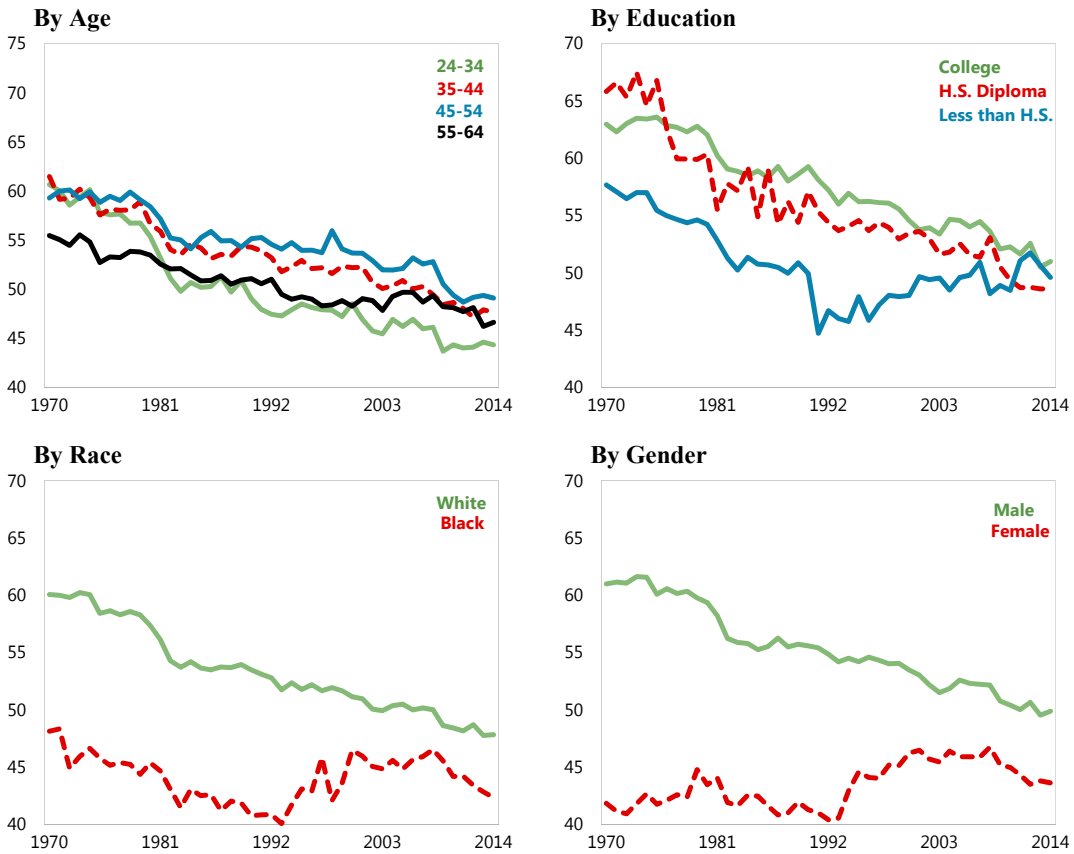 By Age
75
70
65
60
55
50
45
40
24-34
35-44
45-54
55-64
1970 1981 1992 2003 2014
By Education
70
65
60
55
50
45
40
College
H.S. Diploma
Less than H.S.
1970 1981 1992 2003 2014
By Race
70
65
60
55
50
45
40
White
Black
1970 1981 1992 2003 2014
By Gender
70
65
60
55
50
45
40
Male
Female
1970 1981 1992 2003 2014